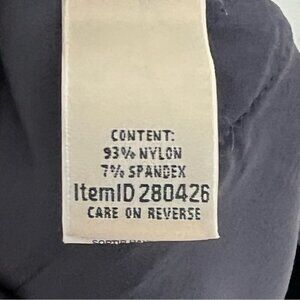 CONTENT:
93% NYLON
7% SPANDEX
ItemID 280426
CARE ON REVERSE